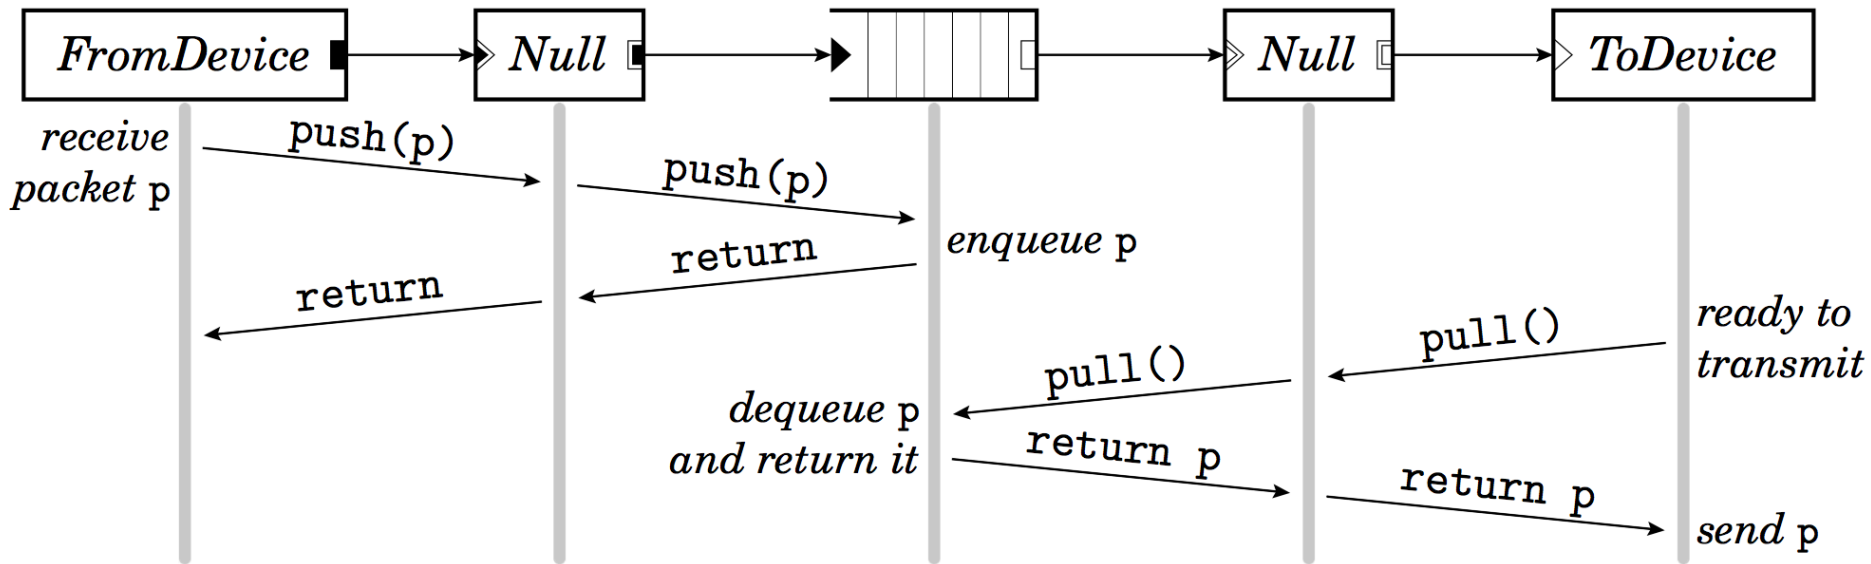 FromDevice
Null
Null
ToDevice
receive
packet p
push(p)
push(p)
enqueue p
return
return
ready to
transmit
pull()
pull()
dequeue p
and return it
return p
return p
send p